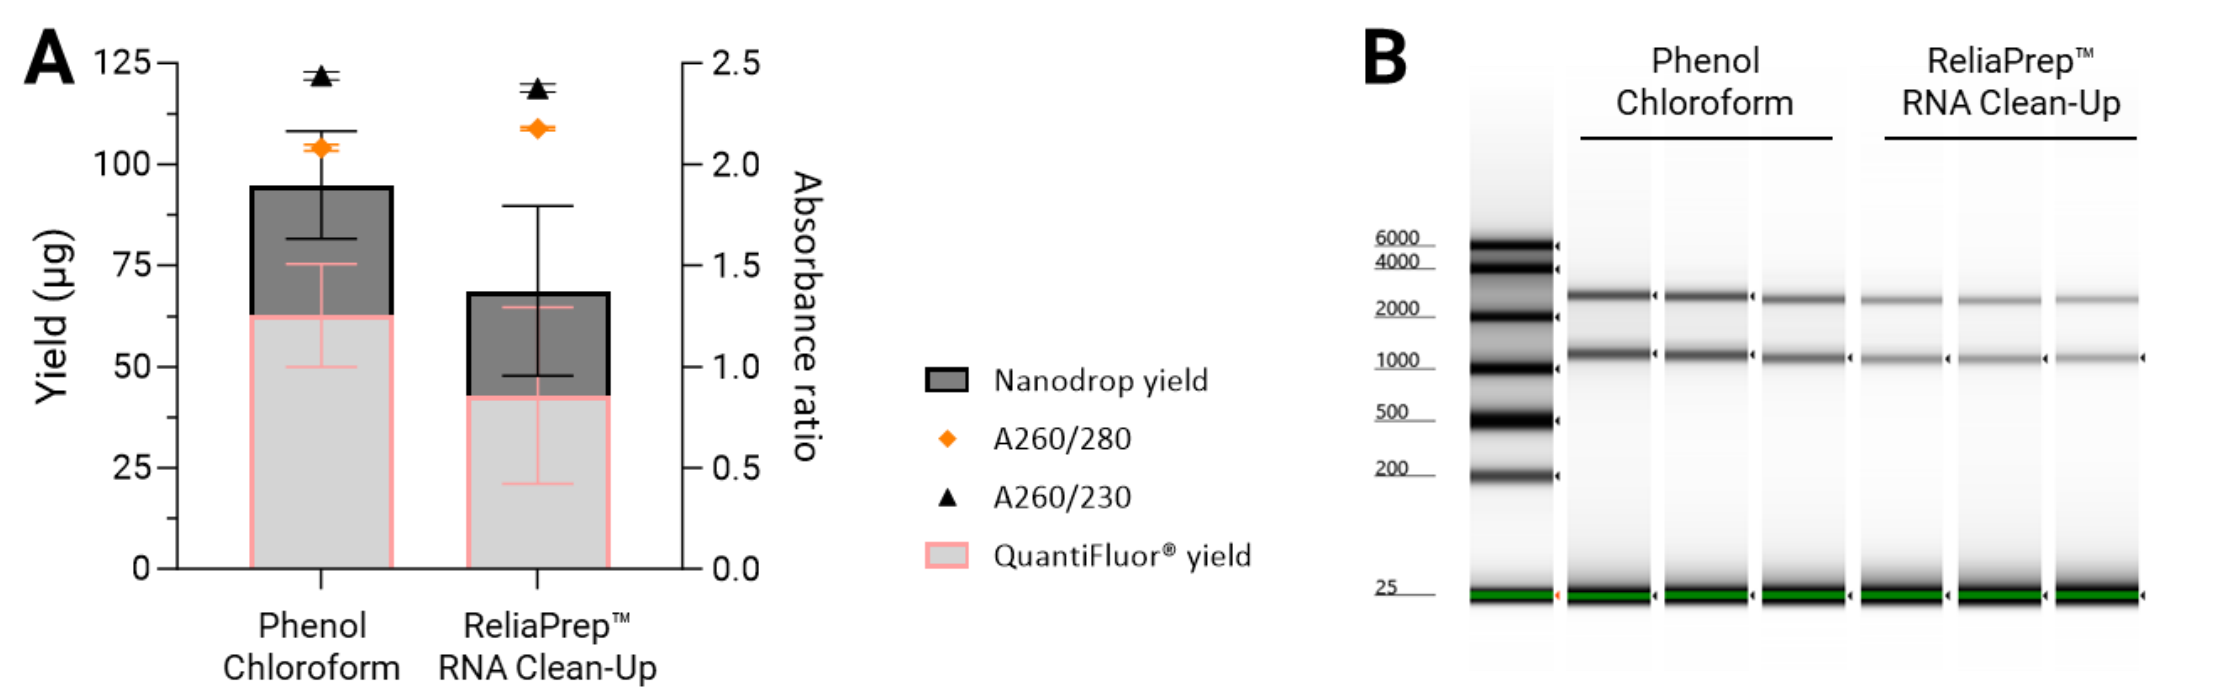 A
125
100
75
50
25
0
Yield (µg)
2.5
2.0
1.5
1.0
0.5
0.0
Absorbance ratio
Phenol
Chloroform
ReliaPrep™
RNA Clean-Up
Nanodrop yield
A260/280
A260/230
QuantiFluor® yield
B
Phenol
Chloroform
ReliaPrep™
RNA Clean-Up
6000
4000
2000
1000
500
200
25